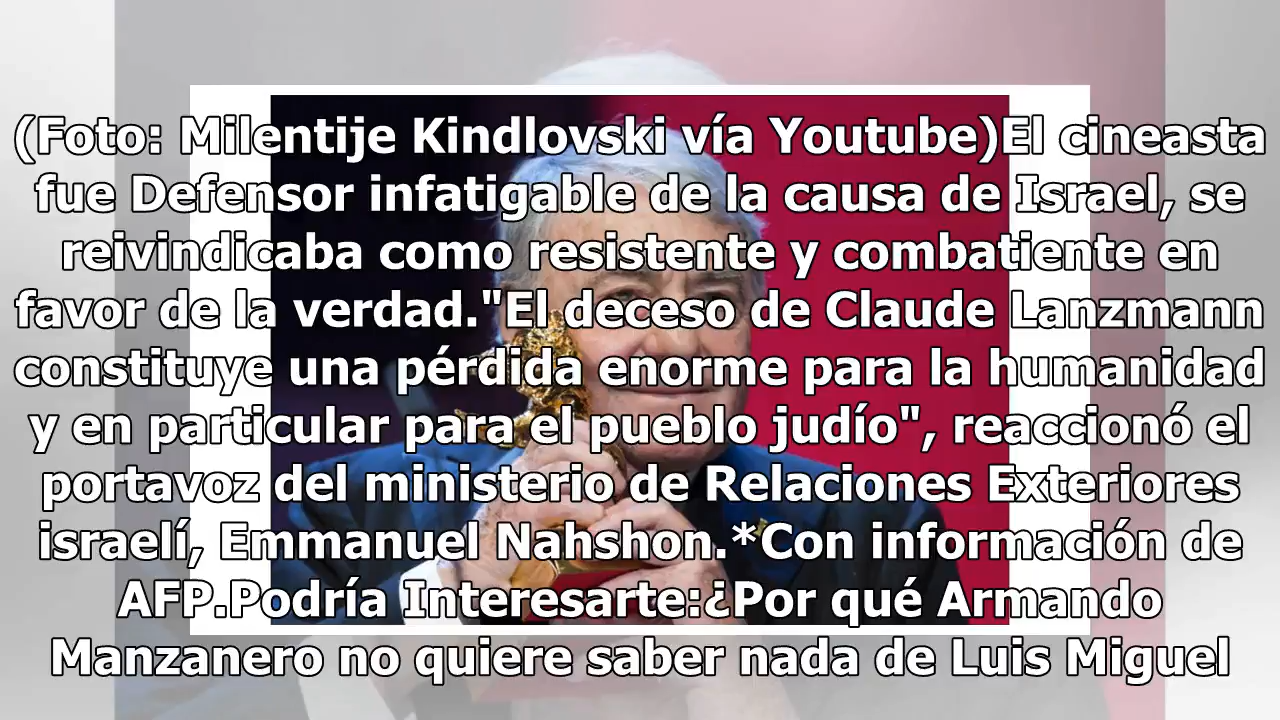 (Foto: Milentije Kindlovski vía Youtube)El cineasta
fue Defensor infatigable de la causa de Israel, se
reivindicaba como resistente y combatiente en
favor de la verdad."El deceso de Claude Lanzmann
constituye una pérdida enorme para la humanidad
y en particular para el pueblo judío", reaccionó el
portavoz del ministerio de Relaciones Exteriores
israelí, Emmanuel Nahshon.*Con información de
AFP.Podría Interesarte:¿Por qué Armando
Manzanero no quiere saber nada de Luis Miguel